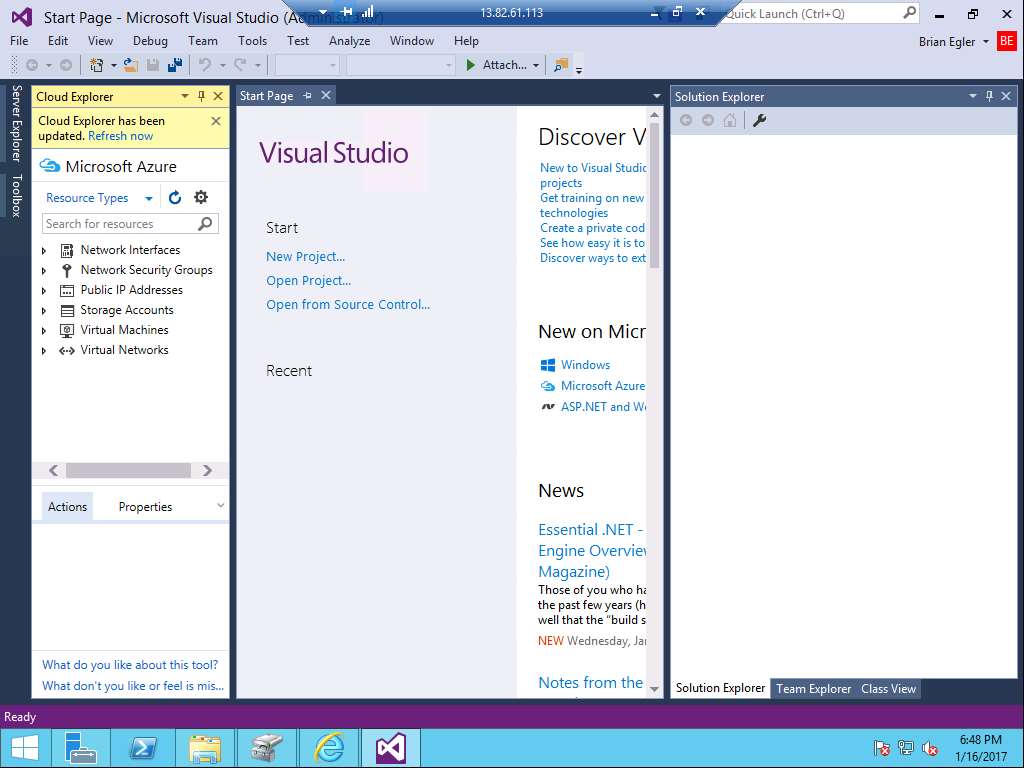 Start Page - Microsoft Visual Studio (Administrator)
13.82.61.113
Quick Launch (Ctrl+Q)
File Edit View Debug Team Tools Test Analyze Window Help
Brian Egler
BE
Attach...
Server Explorer
Toolbox
Cloud Explorer
Cloud Explorer has been
updated. Refresh now
Microsoft Azure
Resource Types
Search for resources
Network Interfaces
Network Security Groups
Public IP Addresses
Storage Accounts
Virtual Machines
Virtual Networks
Actions Properties
What do you like about this tool?
What don't you like or feel is mis...
Start Page
Visual Studio
Start
New Project...
Open Project...
Open from Source Control...
Recent
Discover V
New to Visual Studio
projects
Get training on new
technologies
Create a private cod
See how easy it is to
Discover ways to ext
New on Micr
Windows
Microsoft Azure
ASP.NET and We
News
Essential .NET -
Engine Overview
Magazine)
Those of you who ha
the past few years (h
well that the "build s
NEW Wednesday, Jan
Notes from the
Solution Explorer
Solution Explorer Team Explorer Class View
Ready
6:48 PM
1/16/2017